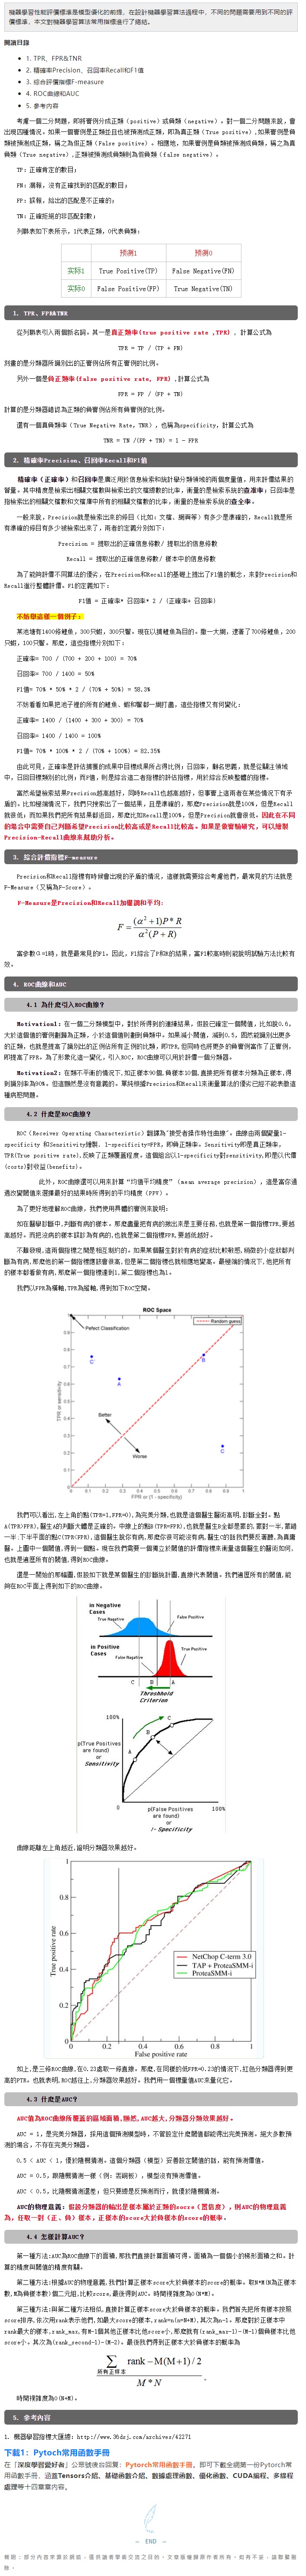 機器學習性能評價標準是模型優化的前提，在設計機器學習算法過程中，不同的問題需要用到不同的評
價標準，本文對機器學習算法常用指標進行了總結。
閱讀目錄
1. TPR、FPR&TNR
2. 精確率Precision、召回率Recall和F1值
3. 綜合評價指標F-measure
4. ROC曲線和AUC
5. 參考內容
考慮一個二分問題，即將實例分成正類（positive）或負類（negative）。對一個二分問題來說，會
出現四種情況。如果一個實例是正類並且也被預測成正類，即為真正類（True positive）,如果實例是負
類被預測成正類，稱之為假正類（False positive）。相應地，如果實例是負類被預測成負類，稱之為真
負類（True negative）,正類被預測成負類則為假負類（false negative）。
TP：正確肯定的數目；
FN：漏報，沒有正確找到的匹配的數目；
FP：誤報，給出的匹配是不正確的；
TN：正確拒絕的非匹配對數；
列聯表如下表所示，1代表正類，0代表負類：
预测1 预测0
实际1 True Positive(TP) False Negative(FN)
实际0 False Positive(FP) True Negative(TN)
1. TPR、FPR&TNR
從列聯表引入兩個新名詞。其一是真正類率(true positive rate ,TPR)，計算公式為
TPR = TP / (TP + FN)
刻畫的是分類器所識別出的正實例佔所有正實例的比例。
另外一個是負正類率(false positive rate, FPR),計算公式為
FPR = FP / (FP + TN)
計算的是分類器錯認為正類的負實例佔所有負實例的比例。
還有一個真負類率（True Negative Rate，TNR），也稱為specificity，計算公式為
TNR = TN /(FP + TN) = 1 - FPR
2. 精確率Precision、召回率Recall和F1值
精確率（正確率）和召回率是廣泛用於信息檢索和統計學分類領域的兩個度量值，用來評價結果的
質量。其中精度是檢索出相關文檔數與檢索出的文檔總數的比率，衡量的是檢索系統的查準率；召回率是
指檢索出的相關文檔數和文檔庫中所有的相關文檔數的比率，衡量的是檢索系統的查全率。
一般來說，Precision就是檢索出來的條目（比如：文檔、網頁等）有多少是準確的，Recall就是所
有準確的條目有多少被檢索出來了，兩者的定義分別如下：
Precision = 提取出的正確信息條數 / 提取出的信息條數
Recall = 提取出的正確信息條數 / 樣本中的信息條數
為了能夠評價不同算法的優劣，在Precision和Recall的基礎上提出了F1值的概念，來對Precision和
Recall進行整體評價。F1的定義如下：
F1值 = 正確率 * 召回率 * 2 / (正確率 + 召回率)
不妨舉這樣一個例子：
某池塘有1400條鯉魚，300只蝦，300只鱉。現在以捕鯉魚為目的。撒一大網，逮著了700條鯉魚，200
只蝦，100只鱉。那麼，這些指標分別如下：
正確率 = 700 / (700 + 200 + 100) = 70%
召回率 = 700 / 1400 = 50%
F1值 = 70% * 50% * 2 / (70% + 50%) = 58.3%
不妨看看如果把池子裡的所有的鯉魚、蝦和鱉都一網打盡，這些指標又有何變化：
正確率 = 1400 / (1400 + 300 + 300) = 70%
召回率 = 1400 / 1400 = 100%
F1值 = 70% * 100% * 2 / (70% + 100%) = 82.35%
由此可見，正確率是評估捕獲的成果中目標成果所占得比例；召回率，顧名思義，就是從關註領域
中，召回目標類別的比例；而F值，則是綜合這二者指標的評估指標，用於綜合反映整體的指標。
當然希望檢索結果Precision越高越好，同時Recall也越高越好，但事實上這兩者在某些情況下有矛
盾的。比如極端情況下，我們只搜索出了一個結果，且是準確的，那麼Precision就是100%，但是Recall
就很低；而如果我們把所有結果都返回，那麼比如Recall是100%，但是Precision就會很低。因此在不同
的場合中需要自己判斷希望Precision比較高或是Recall比較高。如果是做實驗研究，可以繪製
Precision-Recall曲線來幫助分析。
3. 綜合評價指標F-measure
Precision和Recall指標有時候會出現的矛盾的情況，這樣就需要綜合考慮他們，最常見的方法就是
F-Measure（又稱為F-Score）。
F-Measure是Precision和Recall加權調和平均：
F = (α² + 1)P * R / α²(P + R)
當參數α=1時，就是最常見的F1。因此，F1綜合了P和R的結果，當F1較高時則能說明試驗方法比較有
效。
4. ROC曲線和AUC
4.1 為什麼引入ROC曲線？
Motivation1：在一個二分類模型中，對於所得到的連續結果，假設已確定一個閾值，比如說0.6，
大於這個值的實例劃歸為正類，小於這個值則劃到負類中。如果減小閾值，減到0.5，固然能識別出更多
的正類，也就是提高了識別出的正例佔所有正例的比類，即TPR,但同時也將更多的負實例當作了正實例，
即提高了FPR。為了形象化這一變化，引入ROC，ROC曲線可以用於評價一個分類器。
Motivation2：在類不平衡的情況下,如正樣本90個,負樣本10個,直接把所有樣本分類為正樣本,得
到識別率為90%。但這顯然是沒有意義的。單純根據Precision和Recall來衡量算法的優劣已經不能表徵這
種病態問題。
4.2 什麼是ROC曲線？
ROC（Receiver Operating Characteristic）翻譯為"接受者操作特性曲線"。曲線由兩個變量1-
specificity 和Sensitivity繪製. 1-specificity=FPR，即負正類率。Sensitivity即是真正類率，
TPR(True positive rate),反映了正類覆蓋程度。這個組合以1-specificity對sensitivity,即是以代價
(costs)對收益(benefits)。
此外，ROC曲線還可以用來計算“均值平均精度”（mean average precision），這是當你通
過改變閾值來選擇最好的結果時所得到的平均精度（PPV）。
為了更好地理解ROC曲線，我們使用具體的實例來說明：
如在醫學診斷中,判斷有病的樣本。那麼盡量把有病的揪出來是主要任務,也就是第一個指標TPR,要越
高越好。而把沒病的樣本誤診為有病的,也就是第二個指標FPR,要越低越好。
不難發現,這兩個指標之間是相互制約的。如果某個醫生對於有病的症狀比較敏感,稍微的小症狀都判
斷為有病,那麼他的第一個指標應該會很高,但是第二個指標也就相應地變高。最極端的情況下,他把所有
的樣本都看象有病,那麼第一個指標達到1,第二個指標也為1。
我們以FPR為橫軸,TPR為縱軸,得到如下ROC空間。
ROC Space
Random guess
Perfect Classification
TPR or sensitivity
Better
Worse
A
B
C
C'
0 0.1 0.2 0.3 0.4 0.5 0.6 0.7 0.8 0.9 1
FPR or (1 - specificity)
我們可以看出,左上角的點(TPR=1,FPR=0),為完美分類,也就是這個醫生醫術高明,診斷全對。點
A(TPR>FPR),醫生A的判斷大體是正確的。中線上的點B(TPR=FPR),也就是醫生B全都是蒙的,蒙對一半,蒙錯
一半.下半平面的點C(TPR<FPR),這個醫生說你有病,那麼你很可能沒有病,醫生C的話我們要反著聽,為真庸
醫。上圖中一個閾值,得到一個點。現在我們需要一個獨立於閾值的評價指標來衡量這個醫生的醫術如何,
也就是遍歷所有的閾值,得到ROC曲線。
還是一開始的那幅圖,假設如下就是某個醫生的診斷統計圖,直線代表閾值。我們遍歷所有的閾值,能
夠在ROC平面上得到如下的ROC曲線。
in Negative
Cases
True Negative
False Positive
in Positive
Cases
False Negative
True Positive
C B A
Threshhold
Criterion
100%
p(True Positives
are found)
or
Sensitivity
A
B
C
0
p(False Positives
are found)
or
1- Specificity
100%
曲線距離左上角越近,證明分類器效果越好。
True positive rate
1
0.8
0.6
0.4
0.2
0
NetChop C-term 3.0
TAP + ProteaSMM-i
ProteaSMM-i
0 0.2 0.4 0.6 0.8 1
False positive rate
如上,是三條ROC曲線,在0.23處取一條直線。那麼,在同樣的低FPR=0.23的情況下,紅色分類器得到更
高的PTR。也就表明,ROC越往上,分類器效果越好。我們用一個標量值AUC來量化它。
4.3 什麼是AUC？
AUC值為ROC曲線所覆蓋的區域面積,顯然,AUC越大,分類器分類效果越好。
AUC = 1，是完美分類器，採用這個預測模型時，不管設定什麼閾值都能得出完美預測。絕大多數預
測的場合，不存在完美分類器。
0.5 < AUC < 1，優於隨機猜測。這個分類器（模型）妥善設定閾值的話，能有預測價值。
AUC = 0.5，跟隨機猜測一樣（例：丟銅板），模型沒有預測價值。
AUC < 0.5，比隨機猜測還差；但只要總是反預測而行，就優於隨機猜測。
AUC的物理意義：假設分類器的輸出是樣本屬於正類的socre（置信度），則AUC的物理意義
為，任取一對（正、負）樣本，正樣本的score大於負樣本的score的概率。
4.4 怎樣計算AUC？
第一種方法:AUC為ROC曲線下的面積,那我們直接計算面積可得。面積為一個個小的梯形面積之和。計
算的精度與閾值的精度有關。
第二種方法:根據AUC的物理意義,我們計算正樣本score大於負樣本的score的概率。取N*M(N為正樣本
數,M為負樣本數)個二元組,比較score,最後得到AUC。時間複雜度為O(N*M)。
第三種方法:與第二種方法相似,直接計算正樣本score大於負樣本的概率。我們首先把所有樣本按照
score排序,依次用rank表示他們,如最大score的樣本,rank=n(n=N+M),其次為n-1。那麼對於正樣本中
rank最大的樣本,rank_max,有M-1個其他正樣本比他score小,那麼就有(rank_max-1)-(M-1)個負樣本比他
score小。其次為(rank_second-1)-(M-2)。最後我們得到正樣本大於負樣本的概率為
∑ 所有正样本 rank - M(M+1) / 2
M * N
時間複雜度為O(N+M)。
5. 參考內容
1. 機器學習指標大匯總：http://www.36dsj.com/archives/42271
下載1：Pytoch常用函數手冊
在「深度學習愛好者」公眾號後台回覆：Pytorch常用函數手冊，即可下載全網第一份Pytorch常
用函數手冊，涵蓋Tensors介紹、基礎函數介紹、數據處理函數、優化函數、CUDA編程、多線程
處理等十四章章內容。
— END —